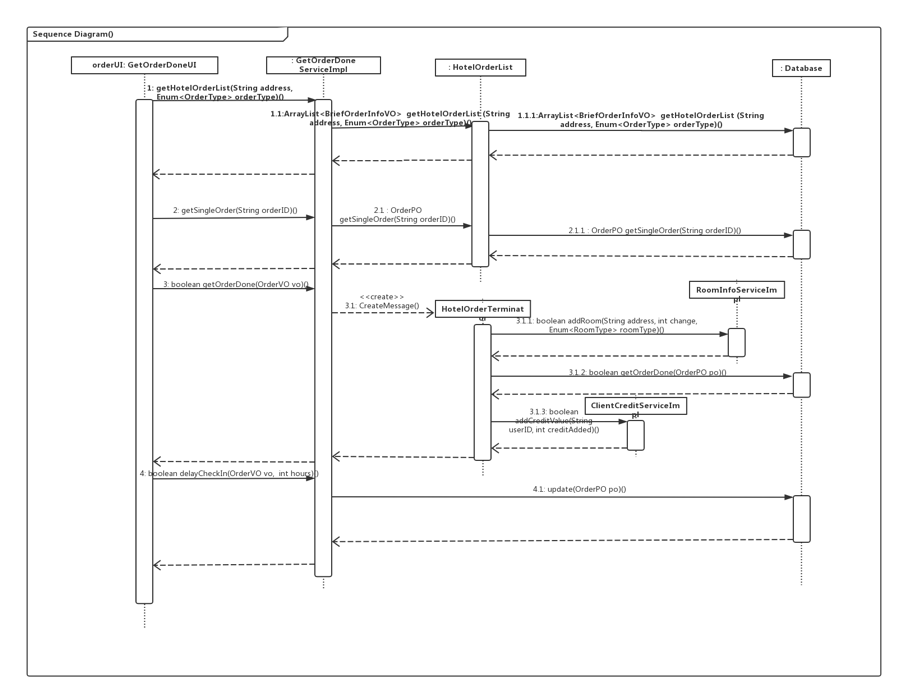 Sequence Diagram()
orderUI: GetOrderDoneUI
: GetOrderDone
ServiceImpl
: HotelOrderList
: Database
1: getHotelOrderList(String address,
Enum<OrderType> orderType)()
1.1:ArrayList<BriefOrderInfoVO> getHotelOrderList (String
address, Enum<OrderType> orderType)()
1.1.1:ArrayList<BriefOrderInfoVO> getHotelOrderList (String
address, Enum<OrderType> orderType)()
2: getSingleOrder(String orderID)()
2.1 : OrderPO
getSingleOrder(String orderID)()
2.1.1 : OrderPO getSingleOrder(String orderID)()
3: boolean getOrderDone(OrderVO vo)()
<<create>>
3.1: CreateMessage()
HotelOrderTerminat
RoomInfoServiceIm
pl
3.1.1: boolean addRoom(String address, int change,
Enum<RoomType> roomType)()
3.1.2: boolean getOrderDone(OrderPO po)()
ClientCreditServiceIm
pl
3.1.3: boolean
addCreditValue(String
userID, int creditAdded)()
4: boolean delayCheckIn(OrderVO vo, int hours)()
4.1: update(OrderPO po)()